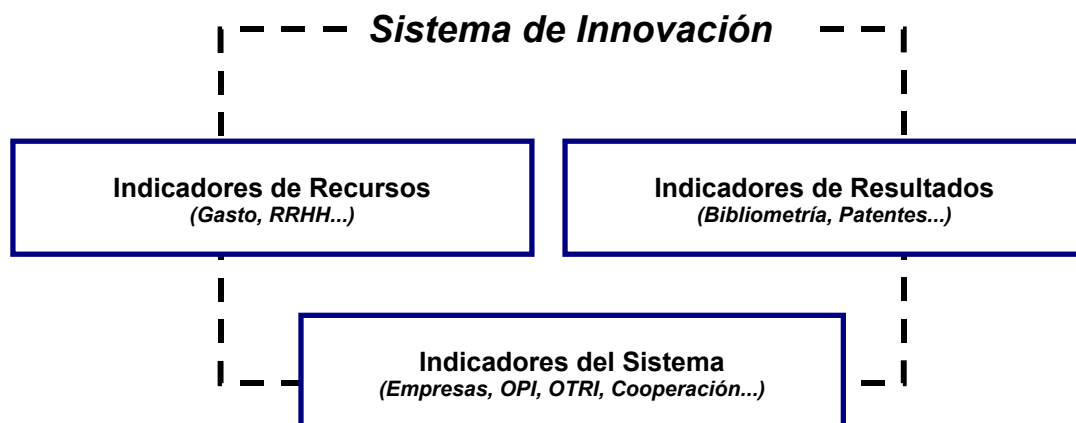 Sistema de Innovación
Indicadores de Recursos
(Gasto, RRHH...)
Indicadores de Resultados
(Bibliometría, Patentes...)
Indicadores del Sistema
(Empresas, OPI, OTRI, Cooperación...)